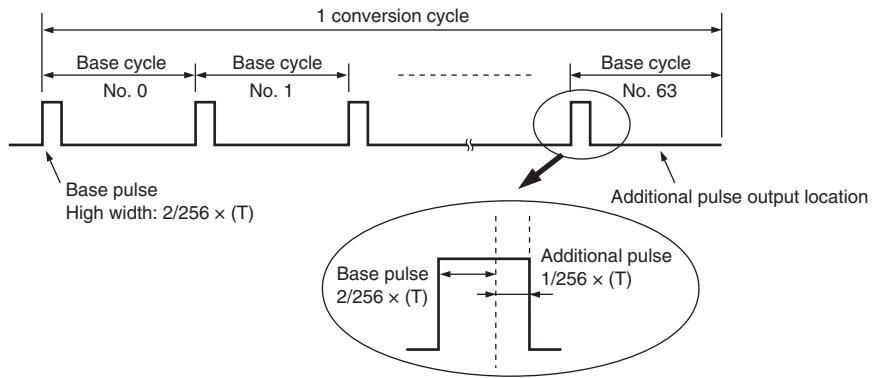 1 conversion cycle
Base cycle
No. 0
Base cycle
No. 1
Base cycle
No. 63
Base pulse
High width: 2/256 × (T)
Additional pulse output location
Base pulse
2/256 × (T)
Additional pulse
1/256 × (T)